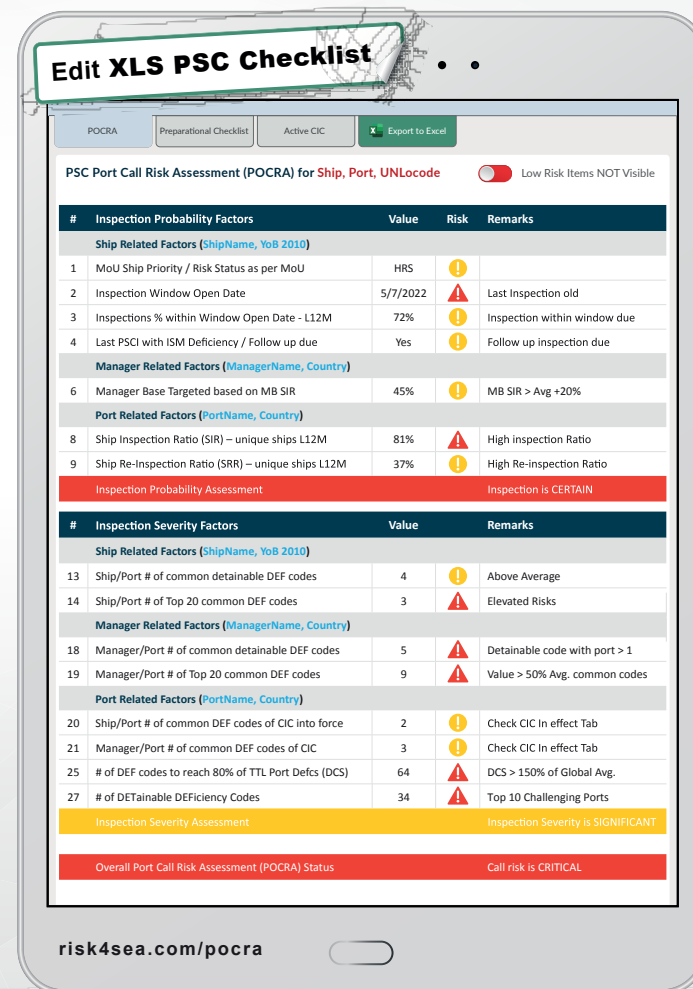 Edit XLS PSC Checklist
POCRA Preparational Checklist Active CIC X Export to Excel
PSC Port Call Risk Assessment (POCRA) for Ship, Port, UNLocode Low Risk Items NOT Visible
# Inspection Probability Factors Value Risk Remarks
Ship Related Factors (ShipName, YoB 2010)
1 MoU Ship Priority / Risk Status as per MoU HRS !
2 Inspection Window Open Date 5/7/2022 ! Last Inspection old
3 Inspections % within Window Open Date - L12M 72% ! Inspection within window due
4 Last PSCI with ISM Deficiency / Follow up due Yes ! Follow up inspection due
Manager Related Factors (ManagerName, Country)
6 Manager Base Targeted based on MB SIR 45% ! MB SIR > Avg +20%
Port Related Factors (PortName, Country)
8 Ship Inspection Ratio (SIR) – unique ships L12M 81% ! High inspection Ratio
9 Ship Re-Inspection Ratio (SRR) – unique ships L12M 37% ! High Re-inspection Ratio
Inspection Probability Assessment Inspection is CERTAIN
# Inspection Severity Factors Value Remarks
Ship Related Factors (ShipName, YoB 2010)
13 Ship/Port # of common detainable DEF codes 4 ! Above Average
14 Ship/Port # of Top 20 common DEF codes 3 ! Elevated Risks
Manager Related Factors (ManagerName, Country)
18 Manager/Port # of common detainable DEF codes 5 ! Detainable code with port > 1
19 Manager/Port # of Top 20 common DEF codes 9 ! Value > 50% Avg. common codes
Port Related Factors (PortName, Country)
20 Ship/Port # of common DEF codes of CIC into force 2 ! Check CIC In effect Tab
21 Manager/Port # of common DEF codes of CIC 3 ! Check CIC In effect Tab
25 # of DEF codes to reach 80% of TTL Port Defcs (DCS) 64 ! DCS > 150% of Global Avg.
27 # of DETainable DEFiciency Codes 34 ! Top 10 Challenging Ports
Inspection Severity Assessment Inspection Severity is SIGNIFICANT
Overall Port Call Risk Assessment (POCRA) Status Call risk is CRITICAL
risk4sea.com/pocra